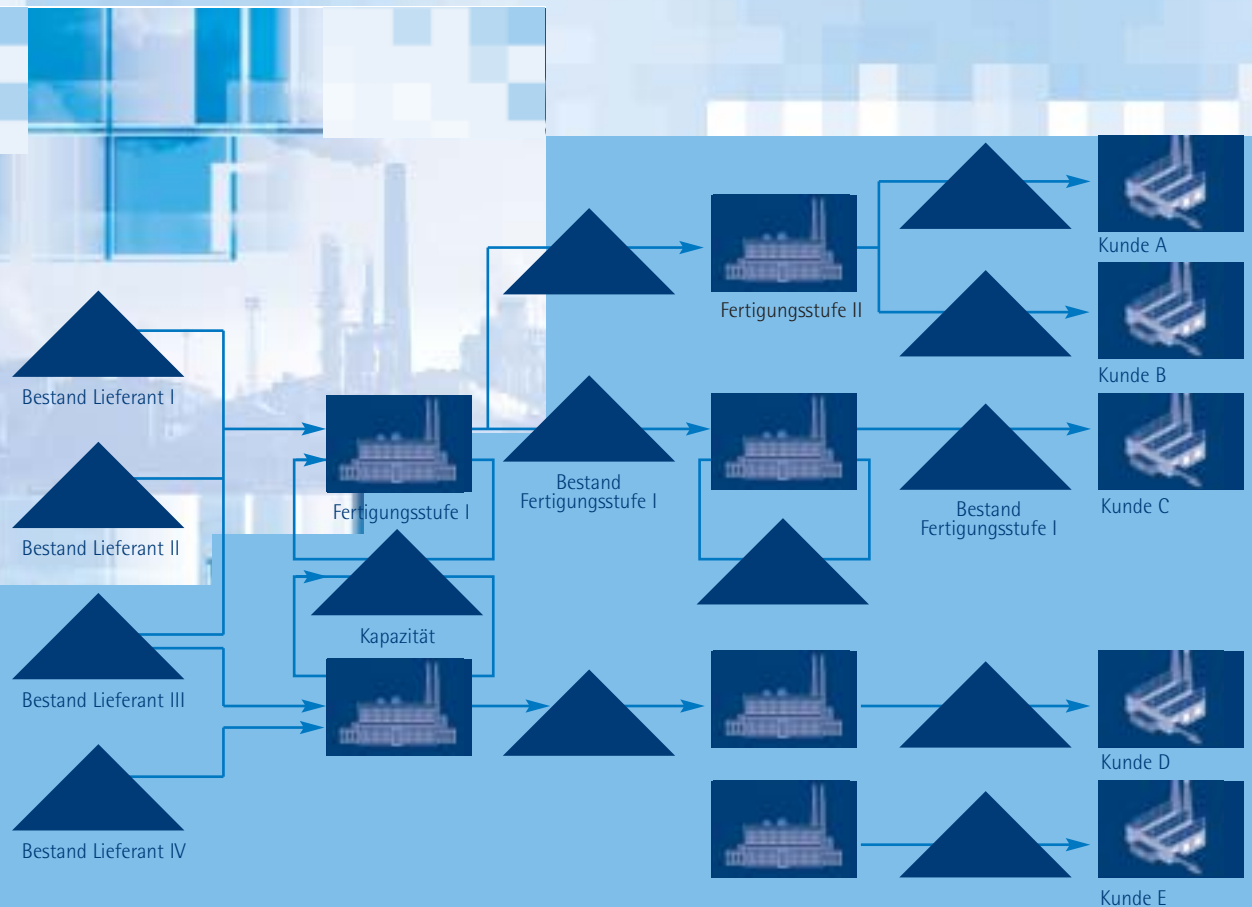 Kunde A
Fertigungsstufe II
Kunde B
Bestand Lieferant I
Bestand
Fertigungsstufe I
Kunde C
Bestand
Fertigungsstufe I
Fertigungsstufe I
Bestand Lieferant II
Kapazität
Bestand Lieferant III
Kunde D
Bestand Lieferant IV
Kunde E